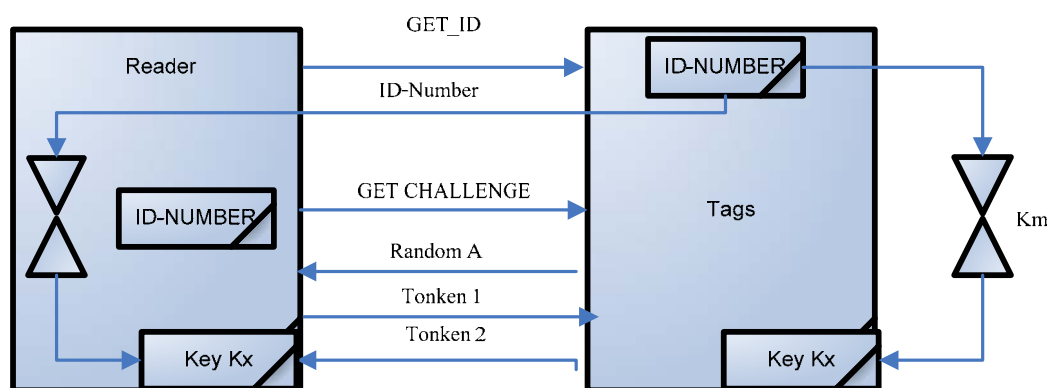 GET_ID
Reader
ID-NUMBER
ID-Number
GET CHALLENGE
ID-NUMBER
Tags
Km
Random A
Tonken 1
Tonken 2
Key Kx
Key Kx